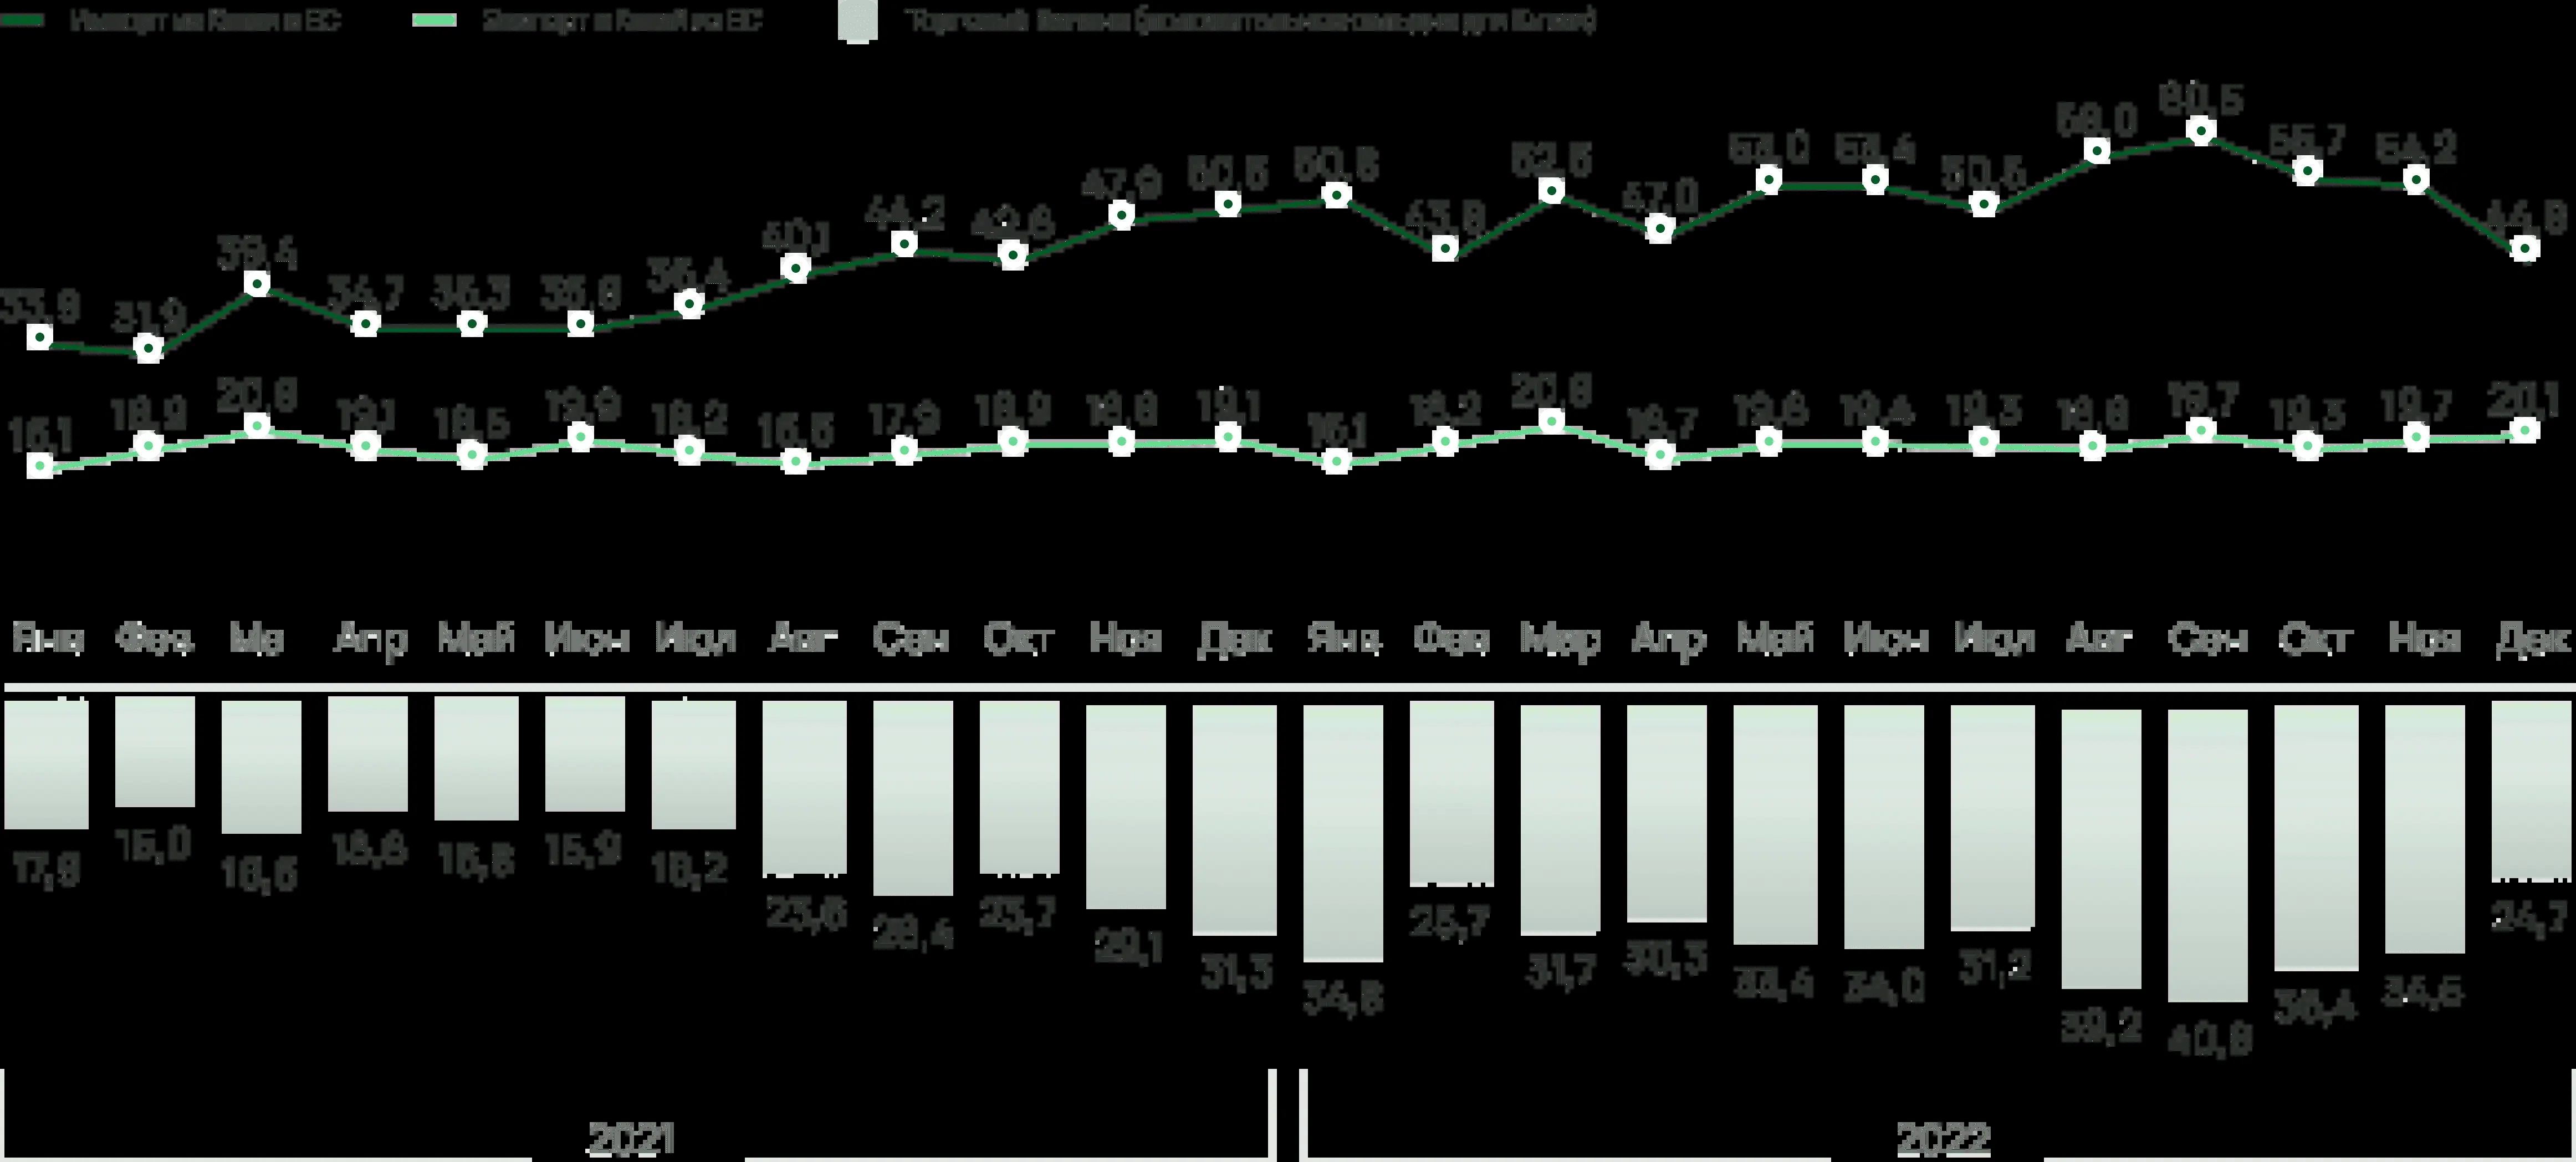 Импорт из Китая в ЕС Экспорт в Китай из ЕС Торговый баланс (положительное сальдо для Китая)
33,9 31,9 39,4 34,7 35,3 35,8 36,4 40,1 44,2 42,6 47,9 50,5 50,8 43,8 52,5 47,0 53,0 53,4 50,5 58,0 60,5 55,7 54,2 44,8
16,1 16,9 20,8 19,1 18,5 19,9 18,2 16,5 17,9 18,9 18,8 19,1 16,1 18,2 20,8 16,7 19,6 19,4 19,3 18,8 19,7 19,3 19,7 20,1
Янв Фев Ма Апр Май Июн Июл Авг Сен Окт Ноя Дек Янв Фев Мар Апр Май Июн Июл Авг Сен Окт Ноя Дек
17,8 15,0 18,6 15,6 16,8 15,9 18,2 23,6 26,4 23,7 29,1 31,3 34,8 25,7 31,7 30,3 33,4 34,0 31,2 39,2 40,8 36,4 34,5 24,7
2021 2022